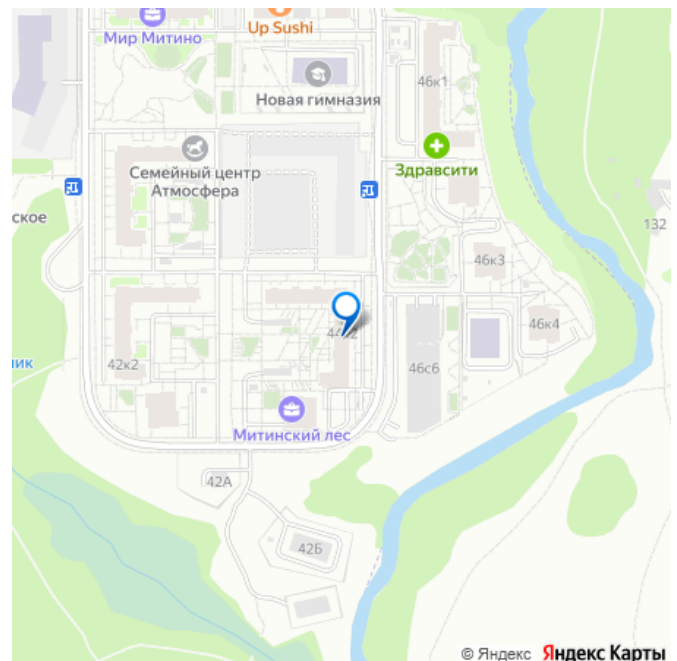 Мир Митино
Up Sushi
46к1
Новая гимназия
Здравсити
Семейный центр
Атмосфера
ское
132
46к3
46к4
42к2
46с6
ик
Митинский лес
42А
42Б
© Яндекс Яндекс Карты